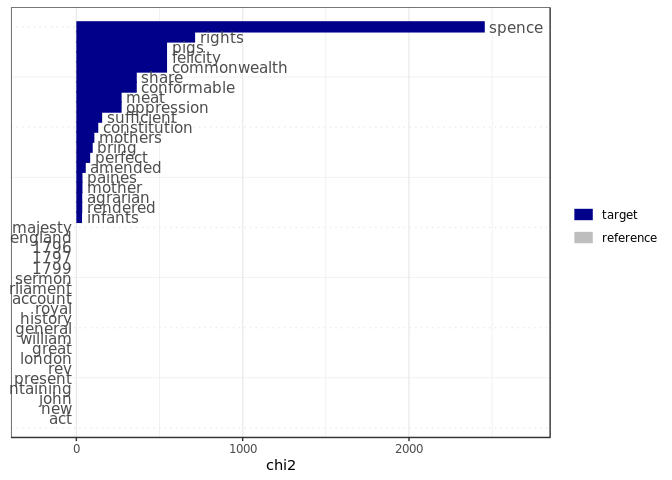 spence
rights
pigs
felicity
commonwealth
share
conformable
meat
oppression
sufficient
constitution
mothers
bring
perfect
amended
paines
mother
agrarian
rendered
infants
majesty
england
1796
1797
1799
sermon
rliament
account
royal
history
general
william
great
london
rev
present
ntaining
john
new
act
0 1000 2000
chi2
target
reference